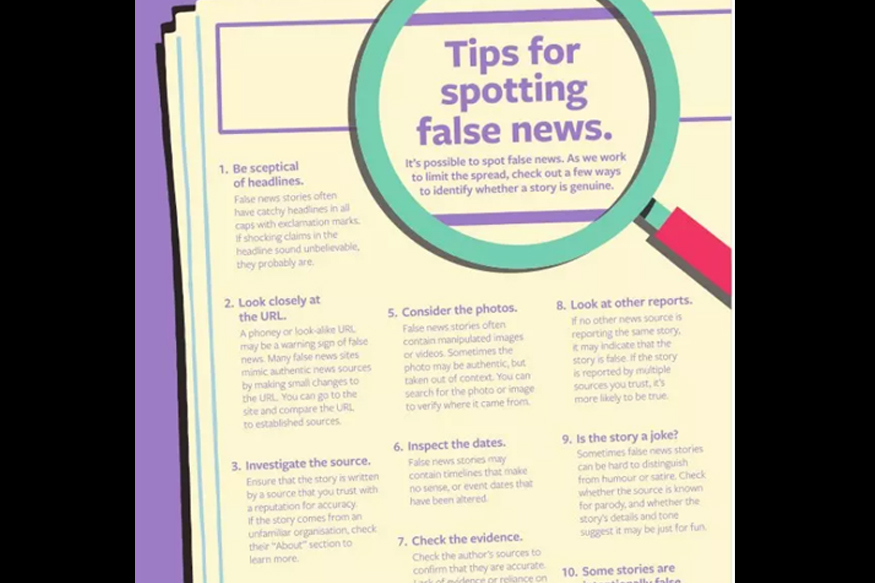 Tips for
spotting
false news.
It's possible to spot false news. As we work
to limit the spread, check out a few ways
to identify whether a story is genuine.
1. Be sceptical
of headlines.
False news stories often
have catchy headlines in all
caps with exclamation marks.
If shocking claims in the
headline sound unbelievable,
they probably are.
2. Look closely at
the URL.
A phoney or look-alike URL
may be a warning sign of false
news. Many false news sites
mimic authentic news sources
by making small changes to
the URL. You can go to the
site and compare the URL
to established sources.
3. Investigate the source.
Ensure that the story is written
by a source that you trust with
a reputation for accuracy.
If the story comes from an
unfamiliar organisation, check
their "About" section to
learn more.
5. Consider the photos.
False news stories often
contain manipulated images
or videos. Sometimes the
photo may be authentic, but
taken out of context. You can
search for the photo or image
to verify where it came from.
6. Inspect the dates.
False news stories may
contain timelines that make
no sense, or event dates that
have been altered.
7. Check the evidence.
Check the author's sources to
confirm that they are accurate.
Lack of evidence or reliance on
8. Look at other reports.
If no other news source is
reporting the same story,
it may indicate that the
story is false. If the story
is reported by multiple
sources you trust, it's
more likely to be true.
9. Is the story a joke?
Sometimes false news stories
can be hard to distinguish
from humour or satire. Check
whether the source is known
for parody, and whether the
story's details and tone
suggest it may be just for fun.
10. Some stories are
intentionally false